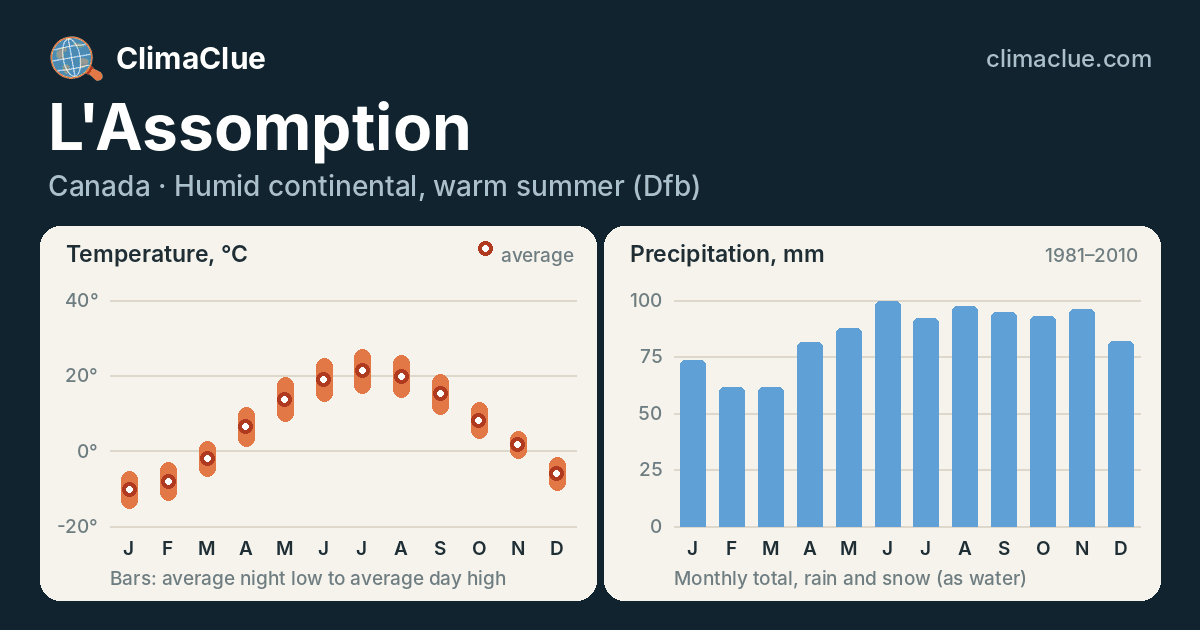 ClimaClue
climaclue.com
L'Assomption
Canada · Humid continental, warm summer (Dfb)
Temperature, °C
average
40°
20°
0°
-20°
J F M A M J J A S O N D
Bars: average night low to average day high
Precipitation, mm
1981–2010
100
75
50
25
0
J F M A M J J A S O N D
Monthly total, rain and snow (as water)